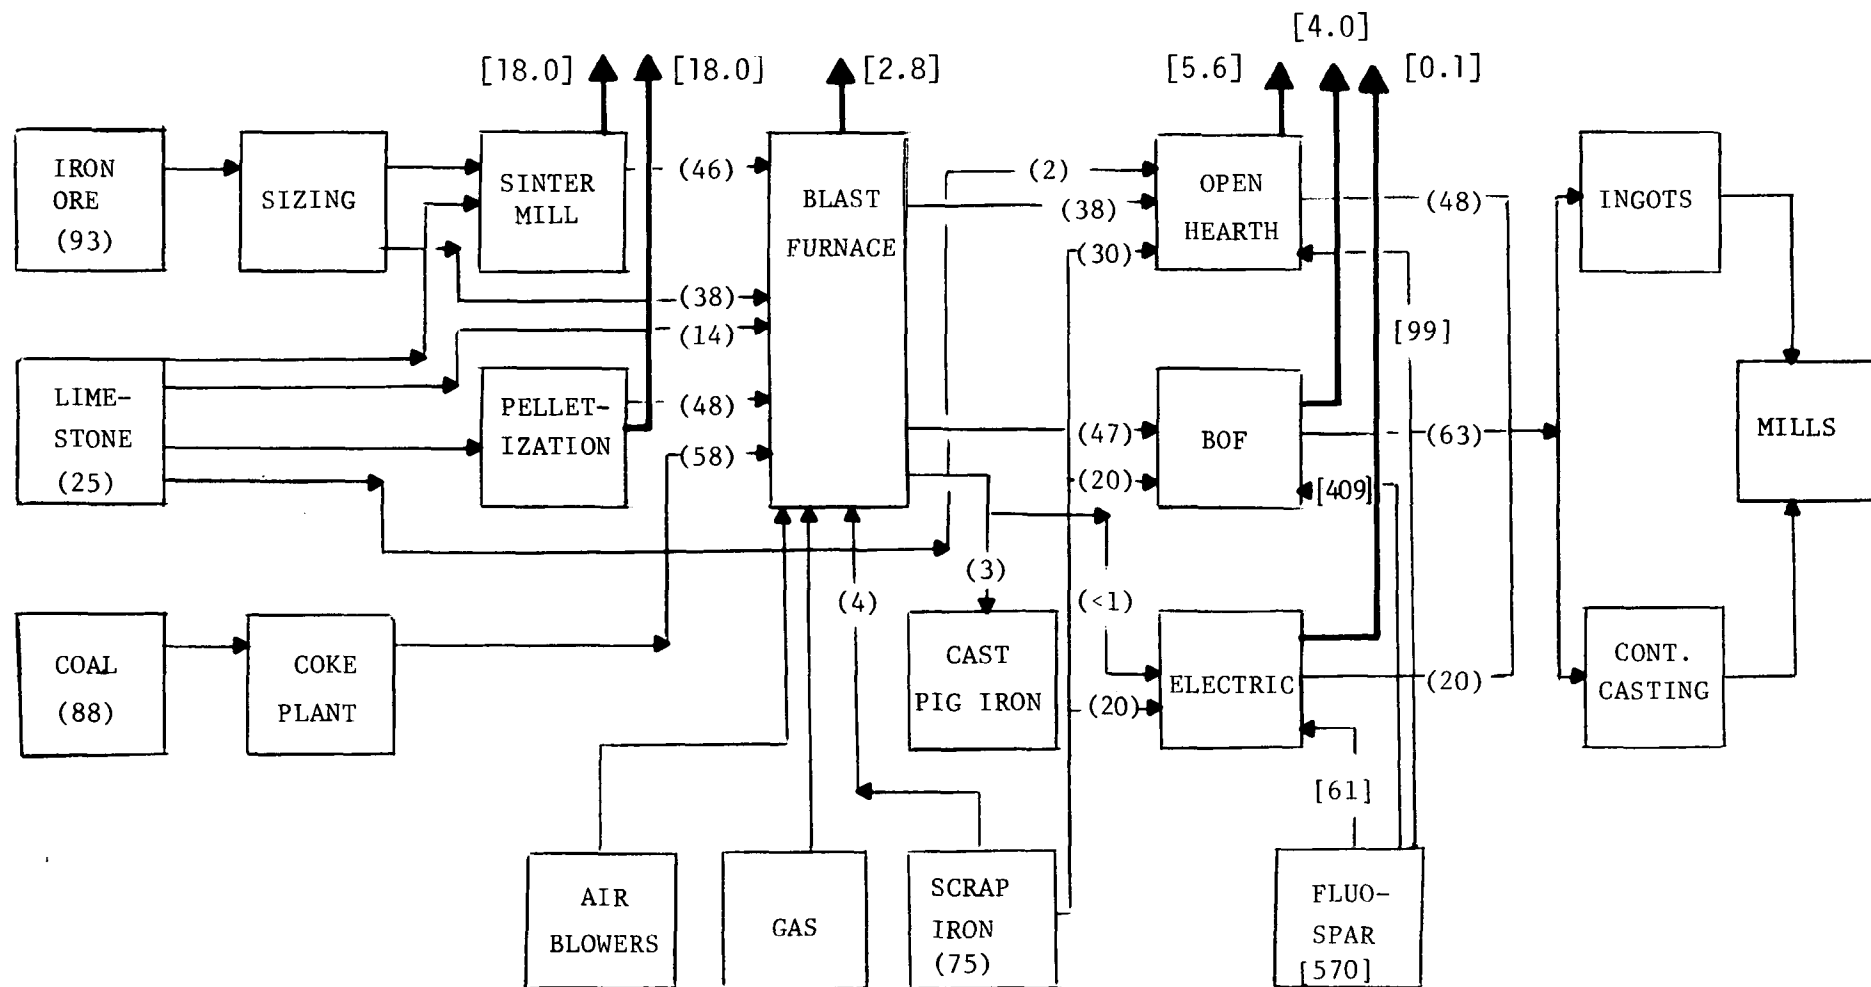 [4.0]
[18.0]
[18.0]
[2.8]
[5.6]
[0.1]
IRON
ORE
(93)
SIZING
SINTER
MILL
(46)
BLAST
FURNACE
(2)
(38)
(30)
OPEN
HEARTH
(48)
INGOTS
(38)
(14)
[99]
LIME-
STONE
(25)
PELLET-
IZATION
(48)
(58)
(47)
(20)
BOF
(63)
[409]
MILLS
(3)
(4)
(<1)
COAL
(88)
COKE
PLANT
CAST
PIG IRON
(20)
ELECTRIC
(20)
CONT.
CASTING
[61]
AIR
BLOWERS
GAS
SCRAP
IRON
(75)
FLUO-
SPAR
[570]